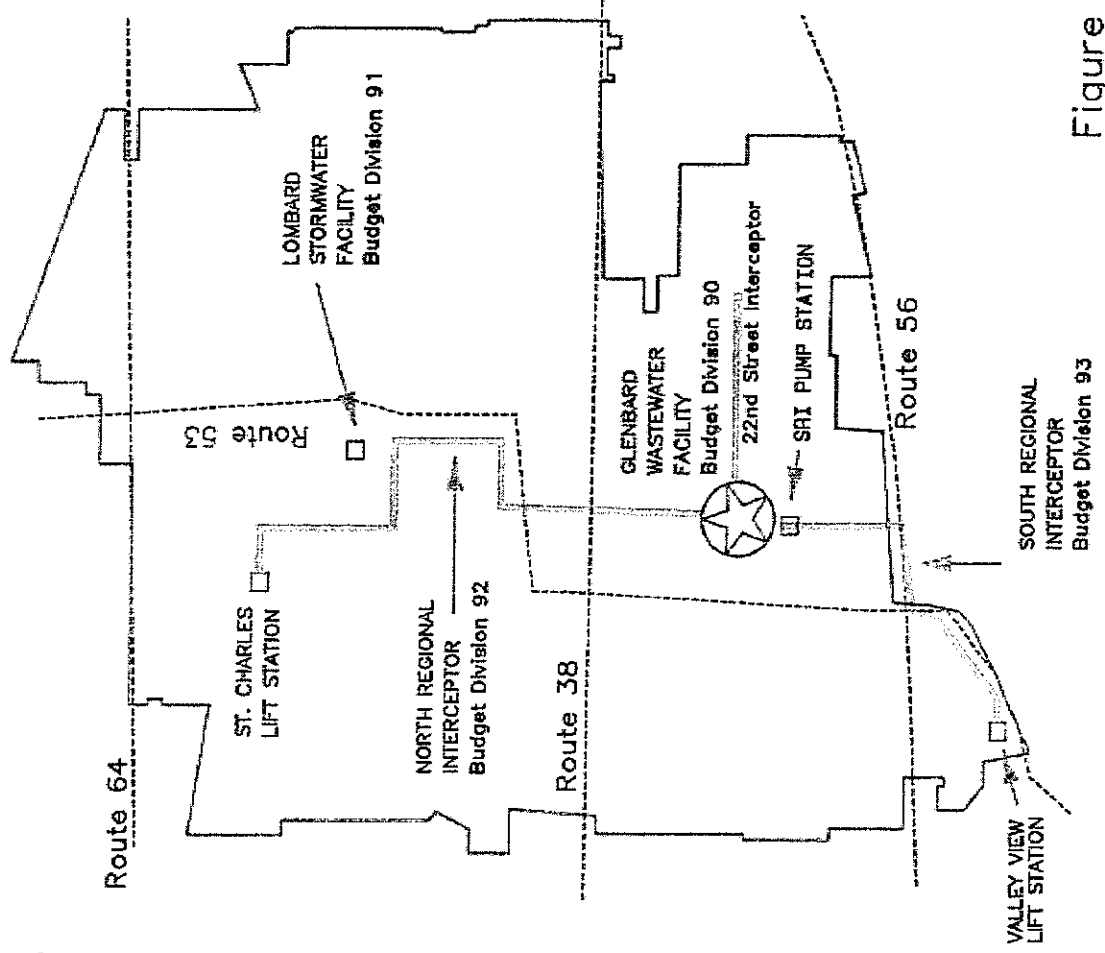 Route 64
ST. CHARLES
LIFT STATION
Route 53
LOMBARD
STORMWATER
FACILITY
Budget Division 91
NORTH REGIONAL
INTERCEPTOR
Budget Division 92
Route 38
GLENBARD
WASTEWATER
FACILITY
Budget Division 90
22nd Street Interceptor
SRI PUMP STATION
Route 56
SOUTH REGIONAL
INTERCEPTOR
Budget Division 93
VALLEY VIEW
LIFT STATION
Figure